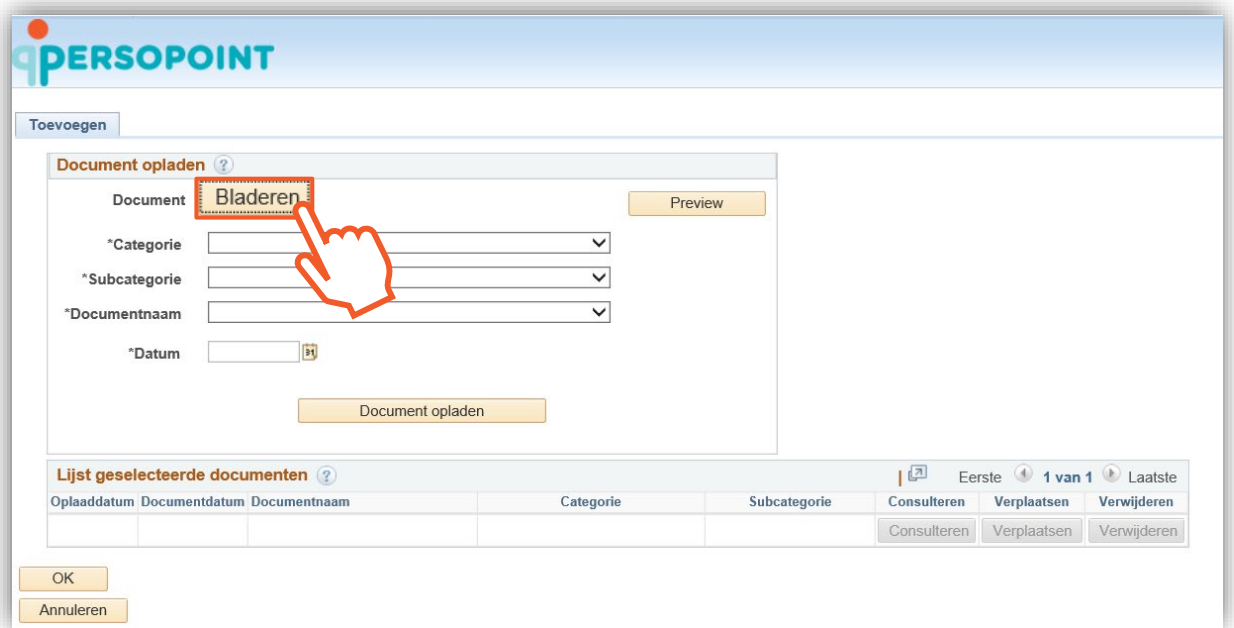 PERSOPOINT
Toevoegen
Document opladen ?
Document Bladeren Preview
*Categorie
*Subcategorie
*Documentnaam
*Datum 31
Document opladen
Lijst geselecteerde documenten ? | Eerste 1 van 1 Laatste
Oplaaddatum Documentdatum Documentnaam Categorie Subcategorie Consulteren Verplaatsen Verwijderen
Consulteren Verplaatsen Verwijderen
OK
Annuleren